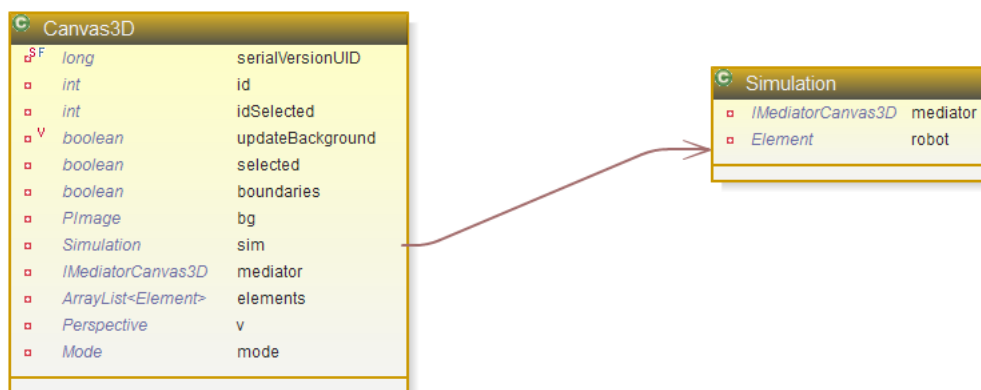 C Canvas3D
S F long serialVersionUID
int id
int idSelected
V boolean updateBackground
boolean selected
boolean boundaries
PImage bg
Simulation sim
IMediatorCanvas3D mediator
ArrayList<Element> elements
Perspective v
Mode mode
C Simulation
IMediatorCanvas3D mediator
Element robot